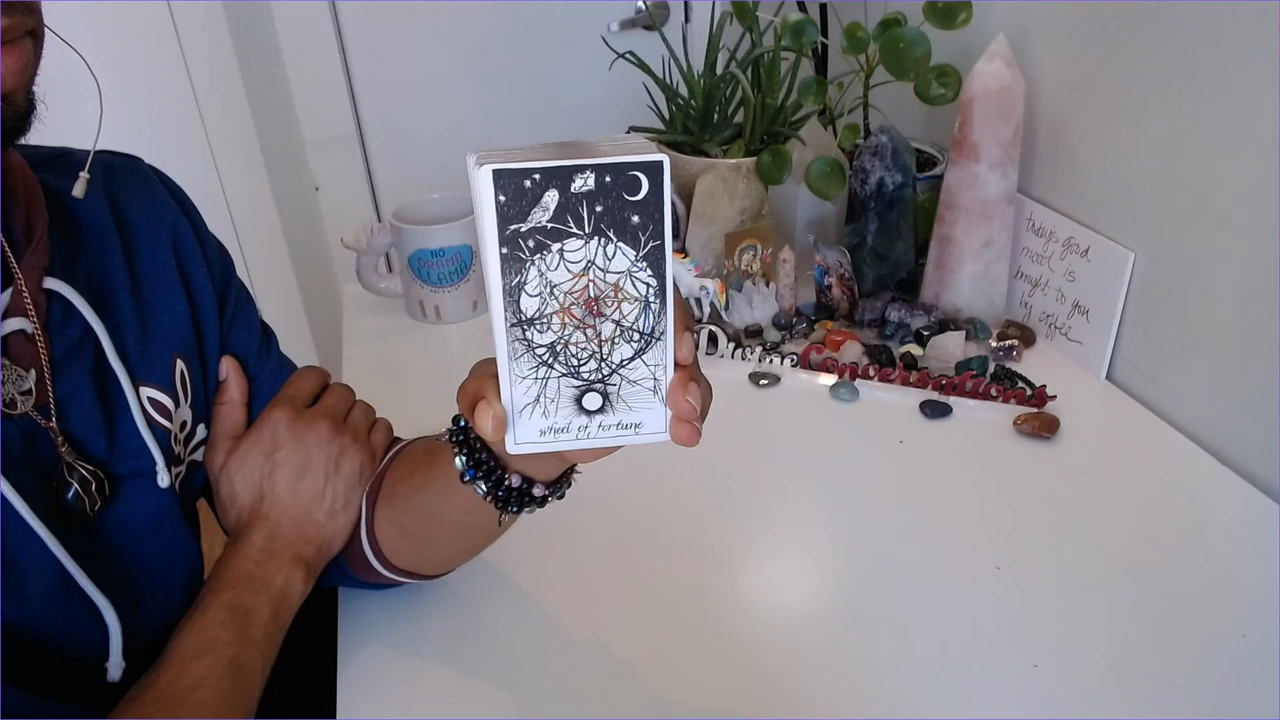 NO
DRAMA
LLAMA
wheel of fortune
Divine Conversations
today's good
mood is
brought to you
by coffee